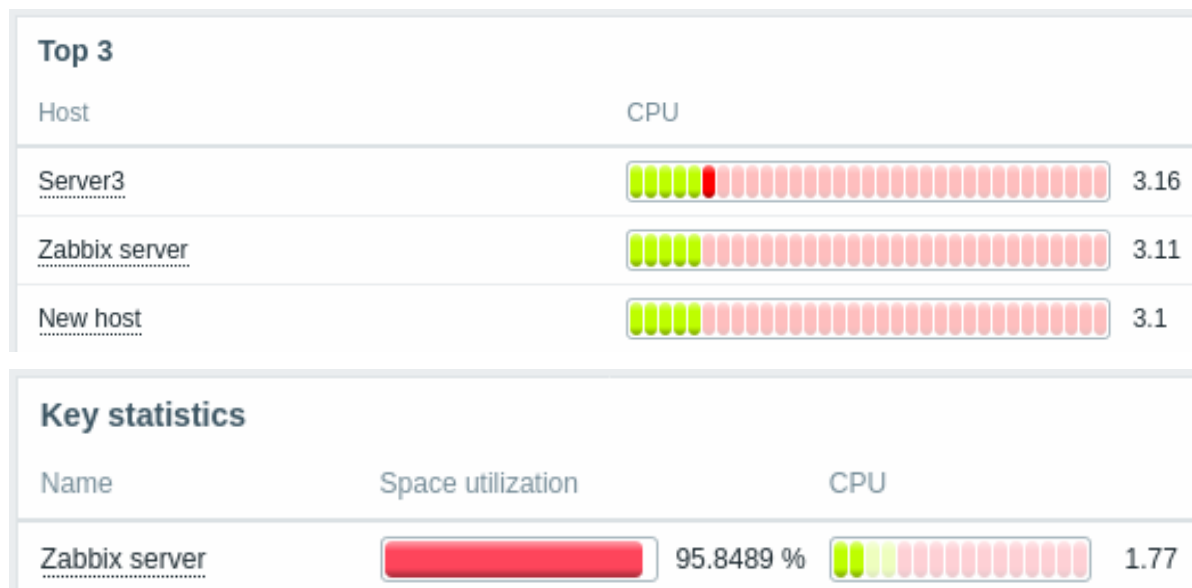 Top 3
Host CPU
Server3 3.16
Zabbix server 3.11
New host 3.1
Key statistics
Name Space utilization CPU
Zabbix server 95.8489 % 1.77